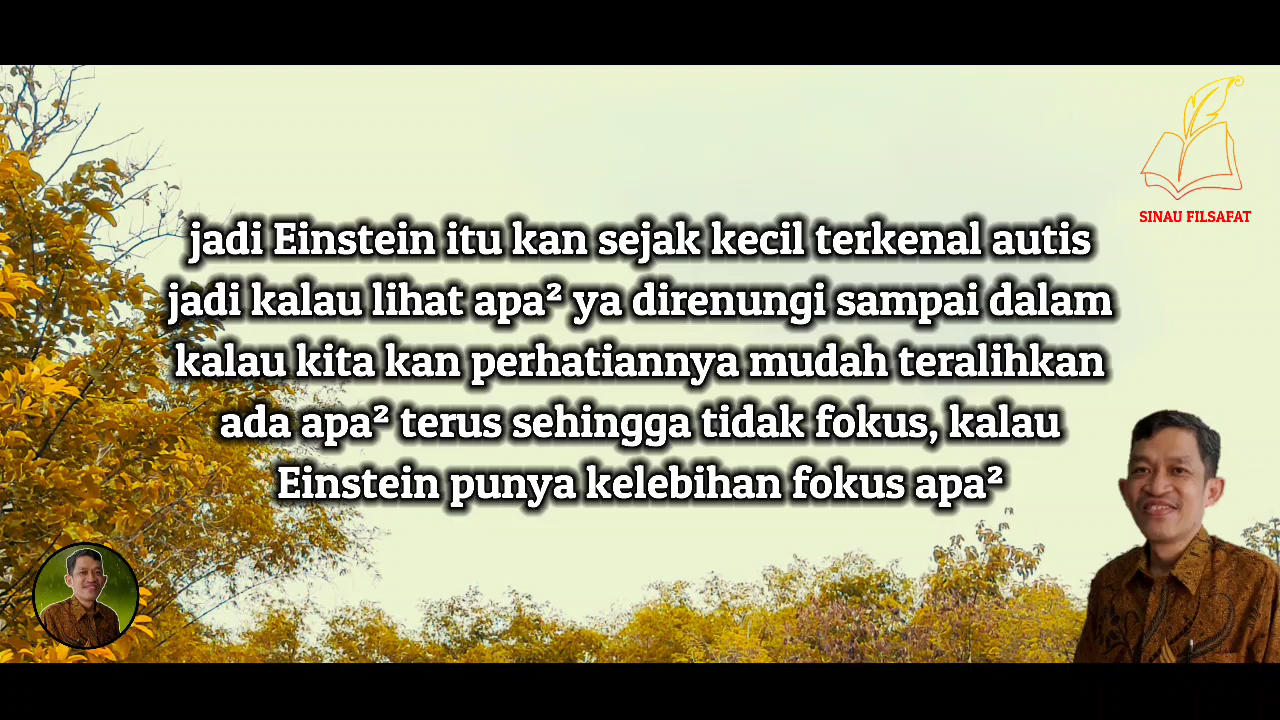 SINAU FILSAFAT
jadi Einstein itu kan sejak kecil terkenal autis
jadi kalau lihat apa² ya direnungi sampai dalam
kalau kita kan perhatiannya mudah teralihkan
ada apa² terus sehingga tidak fokus, kalau
Einstein punya kelebihan fokus apa²